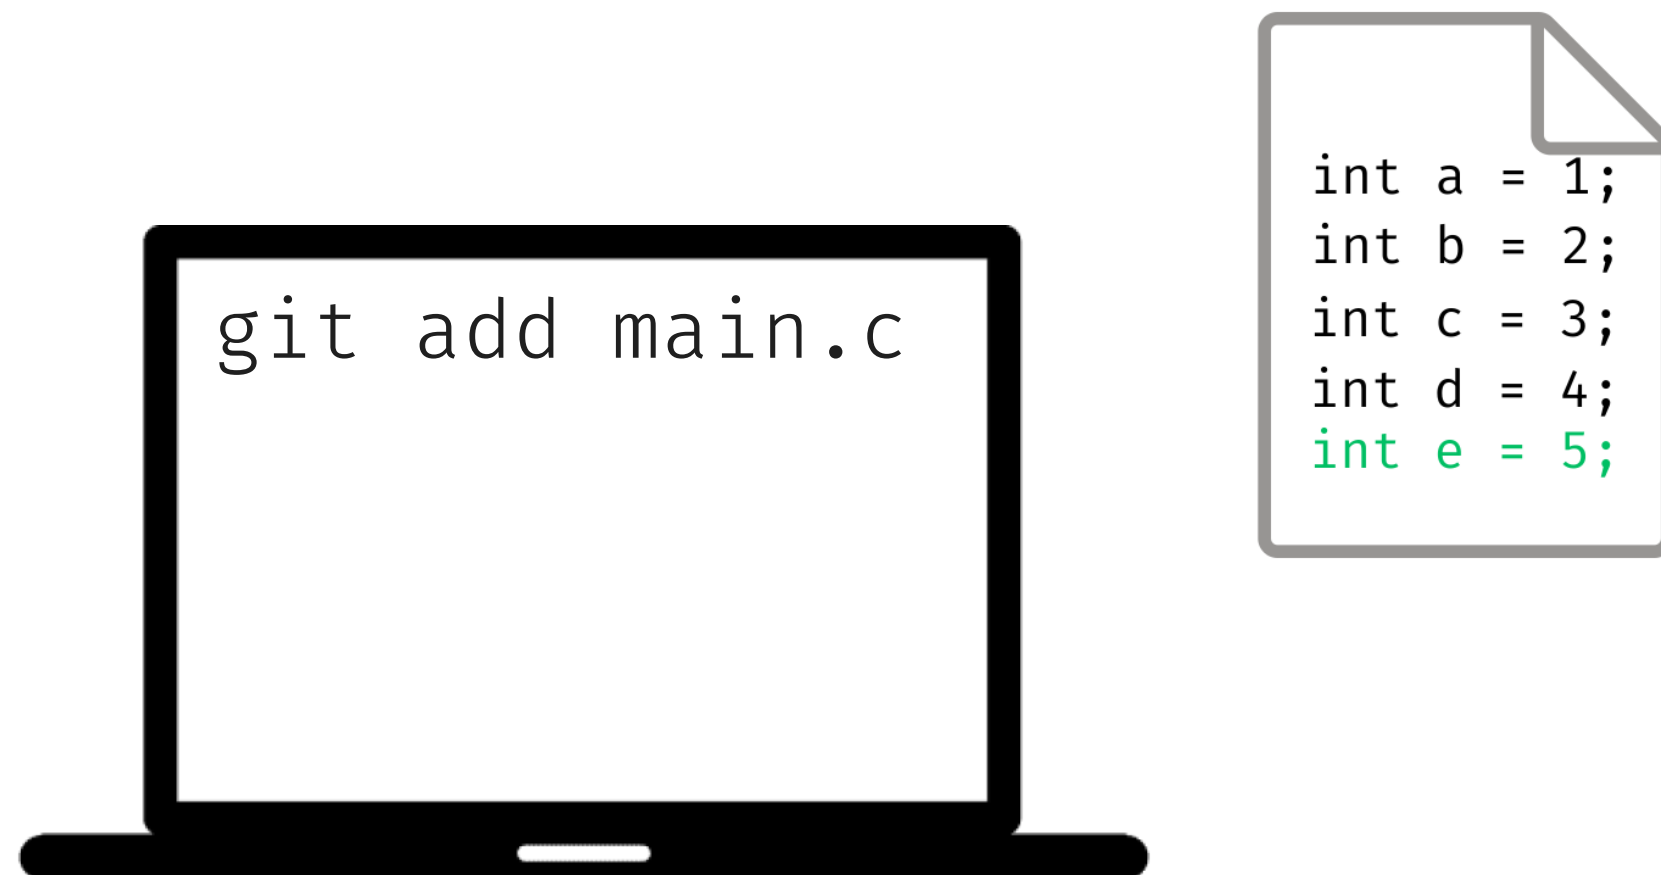 git add main.c
int a = 1;
int b = 2;
int c = 3;
int d = 4;
int e = 5;